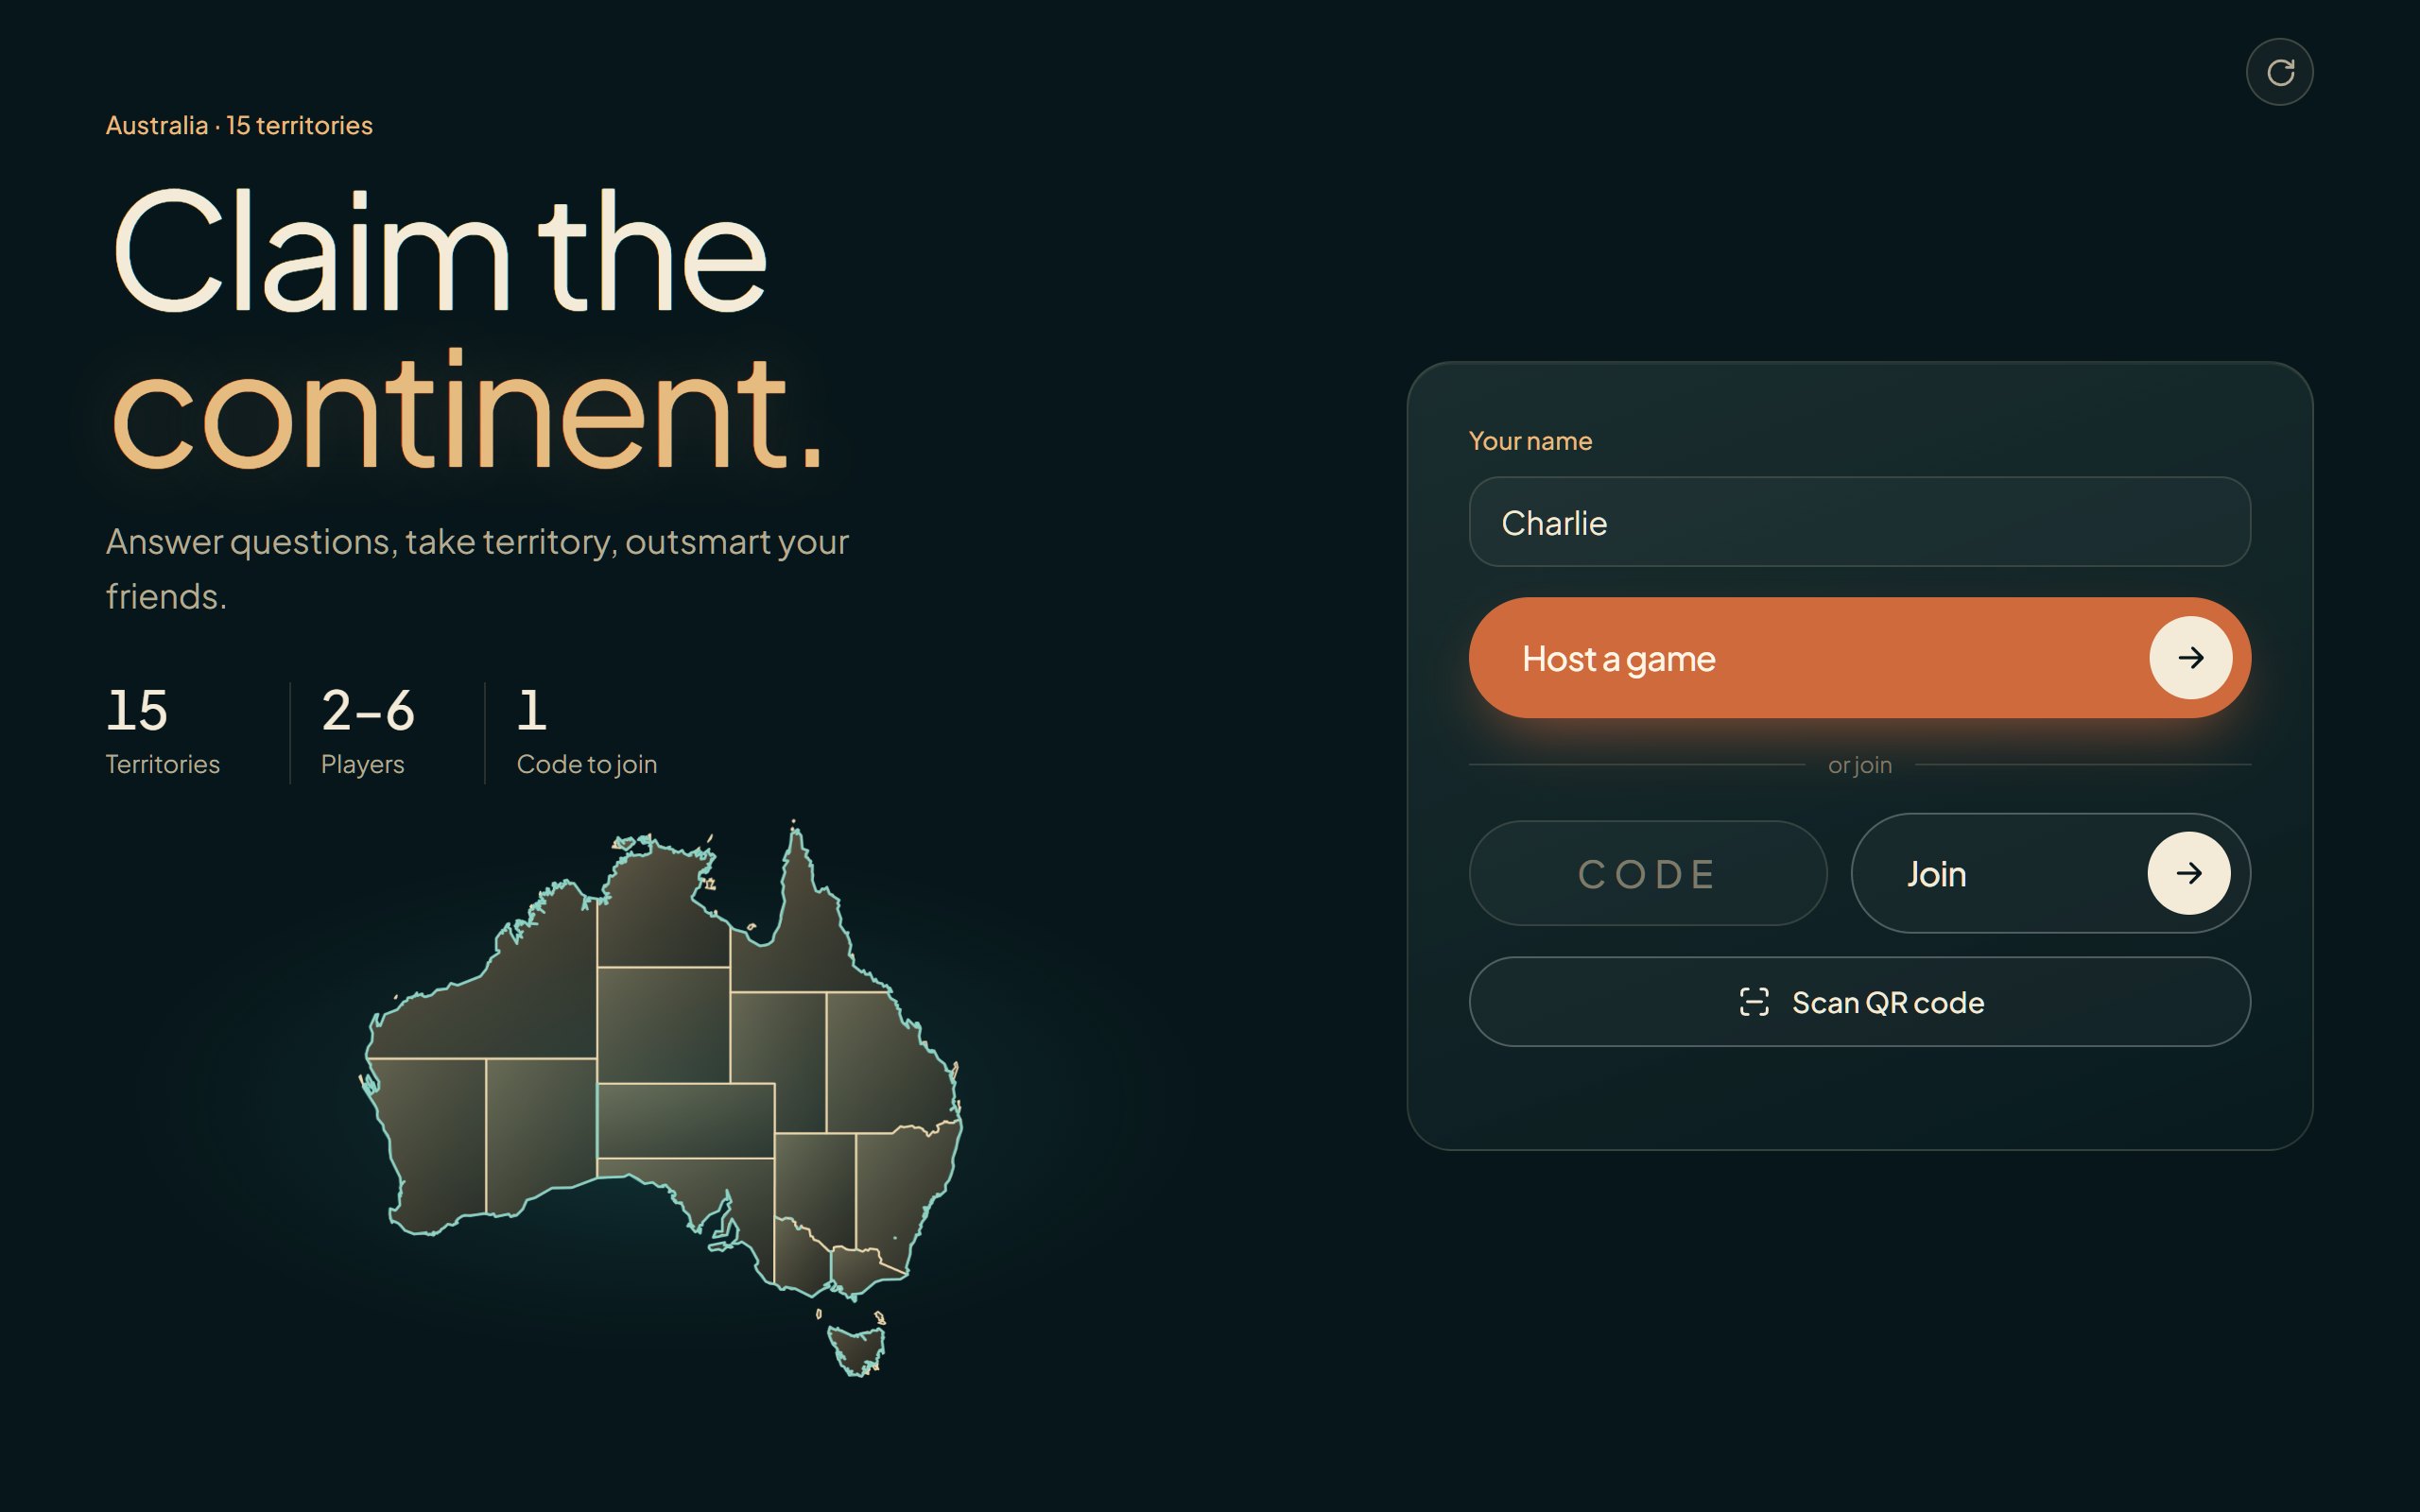 Australia · 15 territories
Claim the
continent.
Answer questions, take territory, outsmart your
friends.
15
Territories
2–6
Players
1
Code to join
Your name
Charlie
Host a game
or join
CODE
Join
Scan QR code